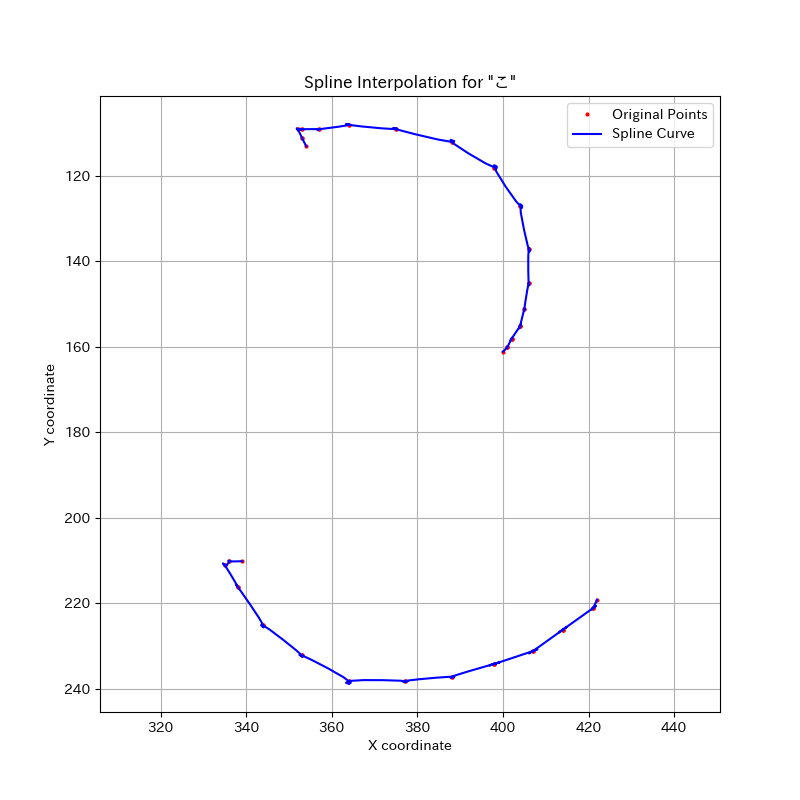 Spline Interpolation for "こ"
Original Points
Spline Curve
120
140
160
180
200
220
240
Y coordinate
320
340
360
380
400
420
440
X coordinate